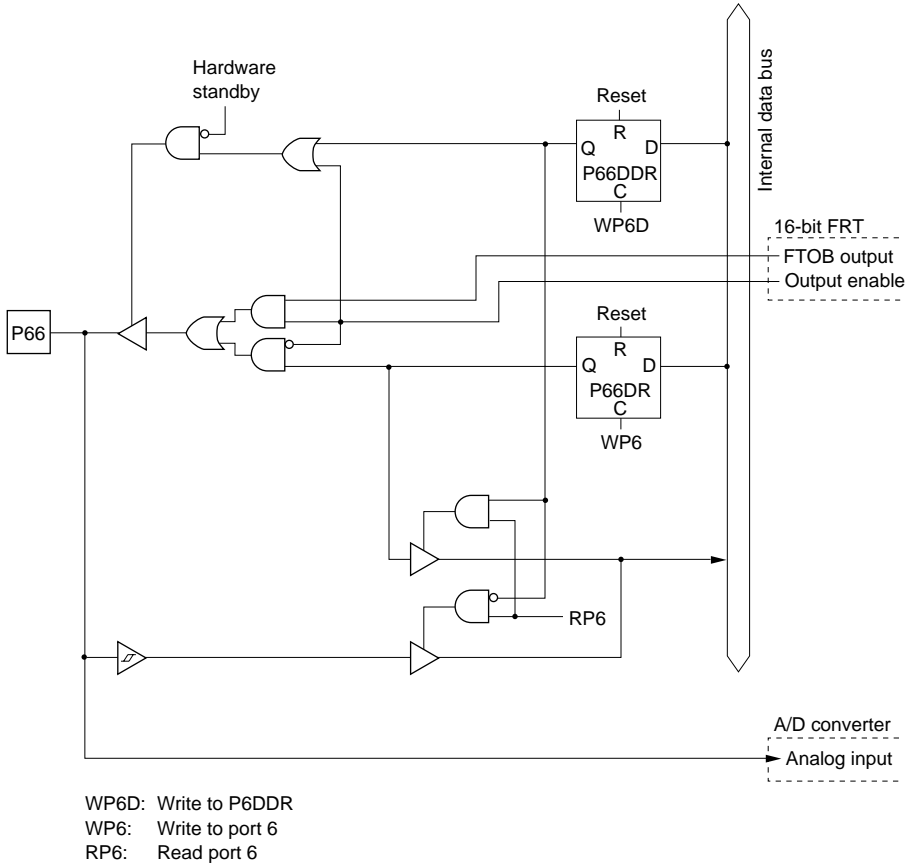 Hardware
standby
Reset
R
Q D
P66DDR
C
WP6D
Internal data bus
16-bit FRT
FTOB output
Output enable
P66
Reset
R
Q D
P66DR
C
WP6
RP6
A/D converter
Analog input
WP6D: Write to P6DDR
WP6: Write to port 6
RP6: Read port 6